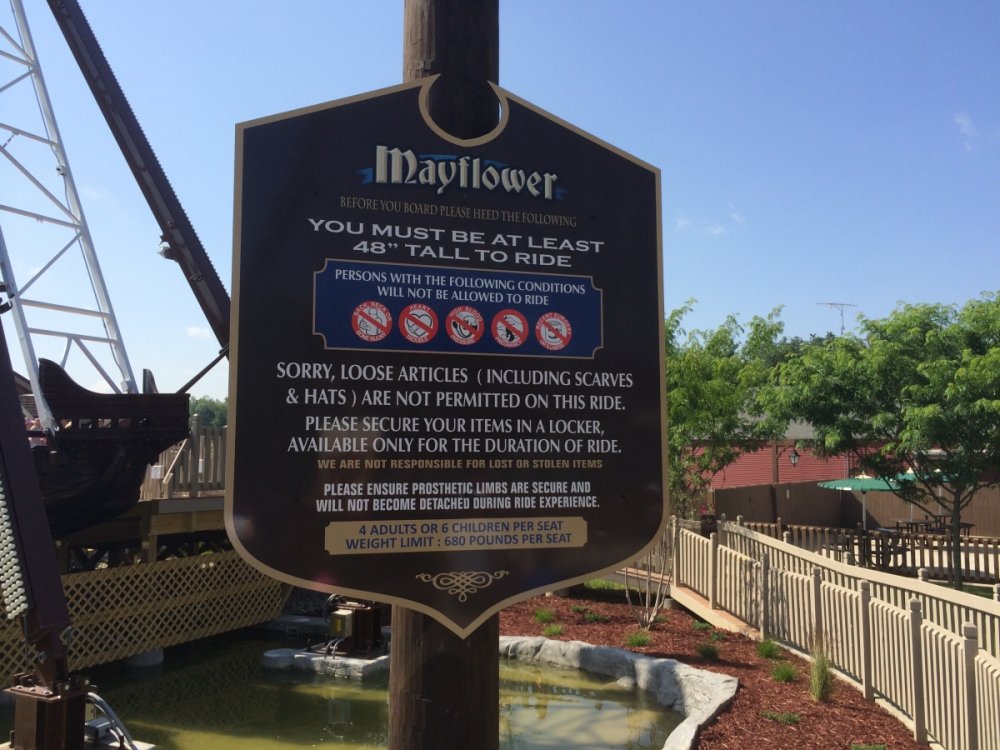 Mayflower
BEFORE YOU BOARD PLEASE HEED THE FOLLOWING
YOU MUST BE AT LEAST
48” TALL TO RIDE
PERSONS WITH THE FOLLOWING CONDITIONS
WILL NOT BE ALLOWED TO RIDE
HIGH BLOOD
PRESSURE
SORRY, LOOSE ARTICLES ( INCLUDING SCARVES
& HATS ) ARE NOT PERMITTED ON THIS RIDE.
PLEASE SECURE YOUR ITEMS IN A LOCKER,
AVAILABLE ONLY FOR THE DURATION OF RIDE.
WE ARE NOT RESPONSIBLE FOR LOST OR STOLEN ITEMS
PLEASE ENSURE PROSTHETIC LIMBS ARE SECURE AND
WILL NOT BECOME DETACHED DURING RIDE EXPERIENCE.
4 ADULTS OR 6 CHILDREN PER SEAT
WEIGHT LIMIT : 680 POUNDS PER SEAT